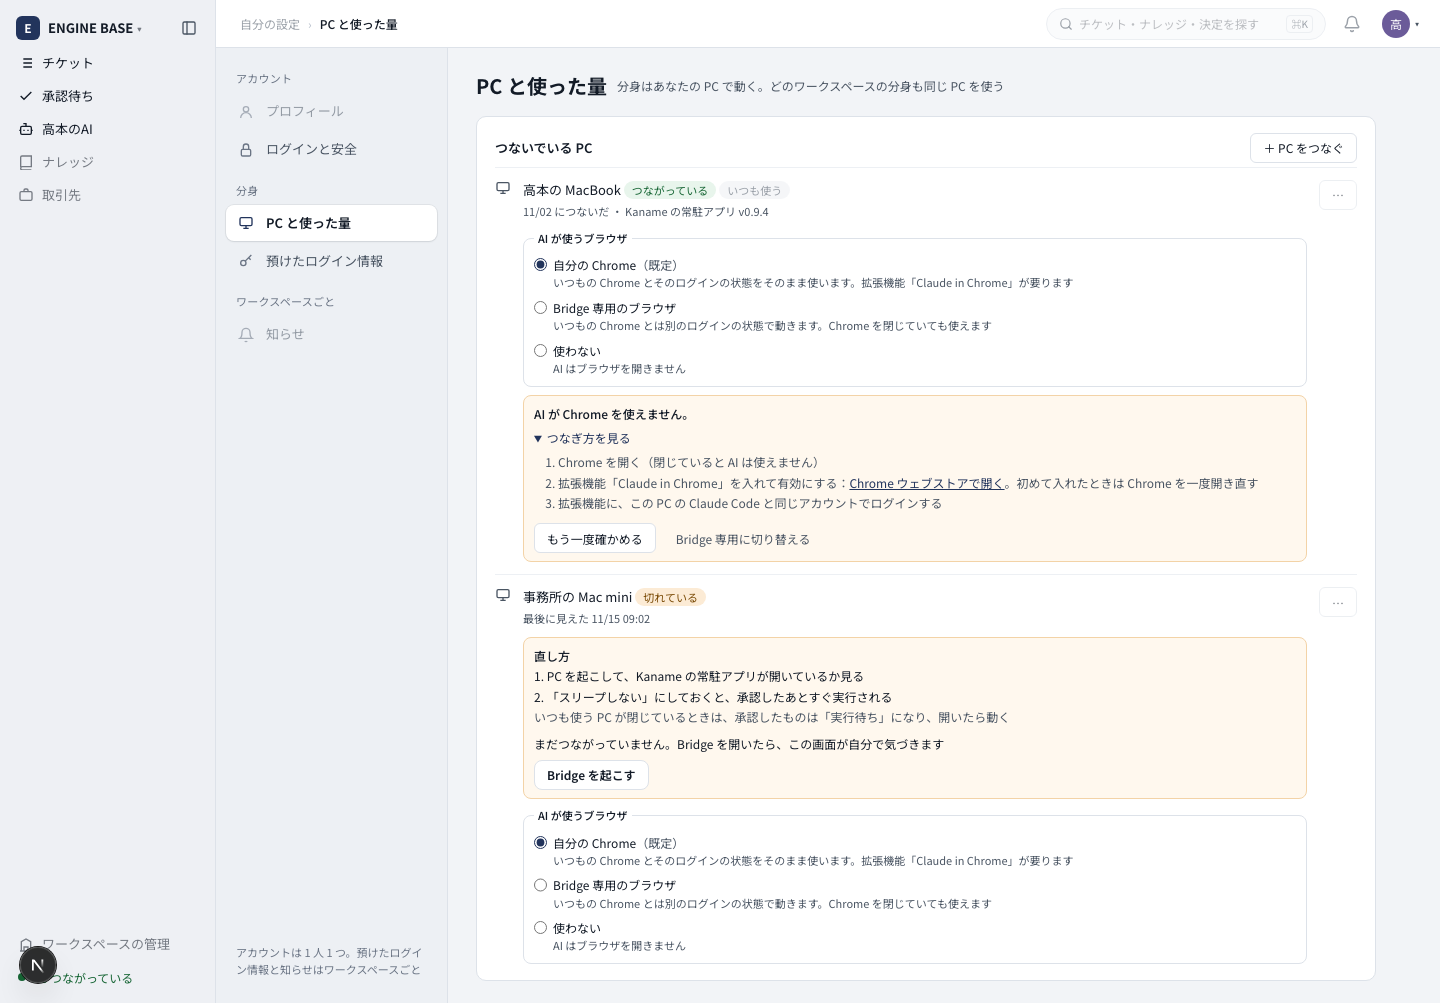 E ENGINE BASE ▾
チケット
承認待ち
高本のAI
ナレッジ
取引先
ワークスペースの管理
つながっている
N
自分の設定 › PC と使った量
チケット・ナレッジ・決定を探す ⌘K
高 ▾
アカウント
プロフィール
ログインと安全
分身
PC と使った量
預けたログイン情報
ワークスペースごと
知らせ
アカウントは 1 人 1 つ。預けたログイ
ン情報と知らせはワークスペースごと
PC と使った量 分身はあなたの PC で動く。どのワークスペースの分身も同じ PC を使う
つないでいる PC
＋ PC をつなぐ
高本の MacBook つながっている いつも使う
…
11/02 につないだ ・ Kaname の常駐アプリ v0.9.4
AI が使うブラウザ
自分の Chrome（既定）
いつもの Chrome とそのログインの状態をそのまま使います。拡張機能「Claude in Chrome」が要ります
Bridge 専用のブラウザ
いつもの Chrome とは別のログインの状態で動きます。Chrome を閉じていても使えます
使わない
AI はブラウザを開きません
AI が Chrome を使えません。
▼ つなぎ方を見る
1. Chrome を開く（閉じていると AI は使えません）
2. 拡張機能「Claude in Chrome」を入れて有効にする：Chrome ウェブストアで開く。初めて入れたときは Chrome を一度開き直す
3. 拡張機能に、この PC の Claude Code と同じアカウントでログインする
もう一度確かめる Bridge 専用に切り替える
事務所の Mac mini 切れている
…
最後に見えた 11/15 09:02
直し方
1. PC を起こして、Kaname の常駐アプリが開いているか見る
2. 「スリープしない」にしておくと、承認したあとすぐ実行される
いつも使う PC が閉じているときは、承認したものは「実行待ち」になり、開いたら動く
まだつながっていません。Bridge を開いたら、この画面が自分で気づきます
Bridge を起こす
AI が使うブラウザ
自分の Chrome（既定）
いつもの Chrome とそのログインの状態をそのまま使います。拡張機能「Claude in Chrome」が要ります
Bridge 専用のブラウザ
いつもの Chrome とは別のログインの状態で動きます。Chrome を閉じていても使えます
使わない
AI はブラウザを開きません